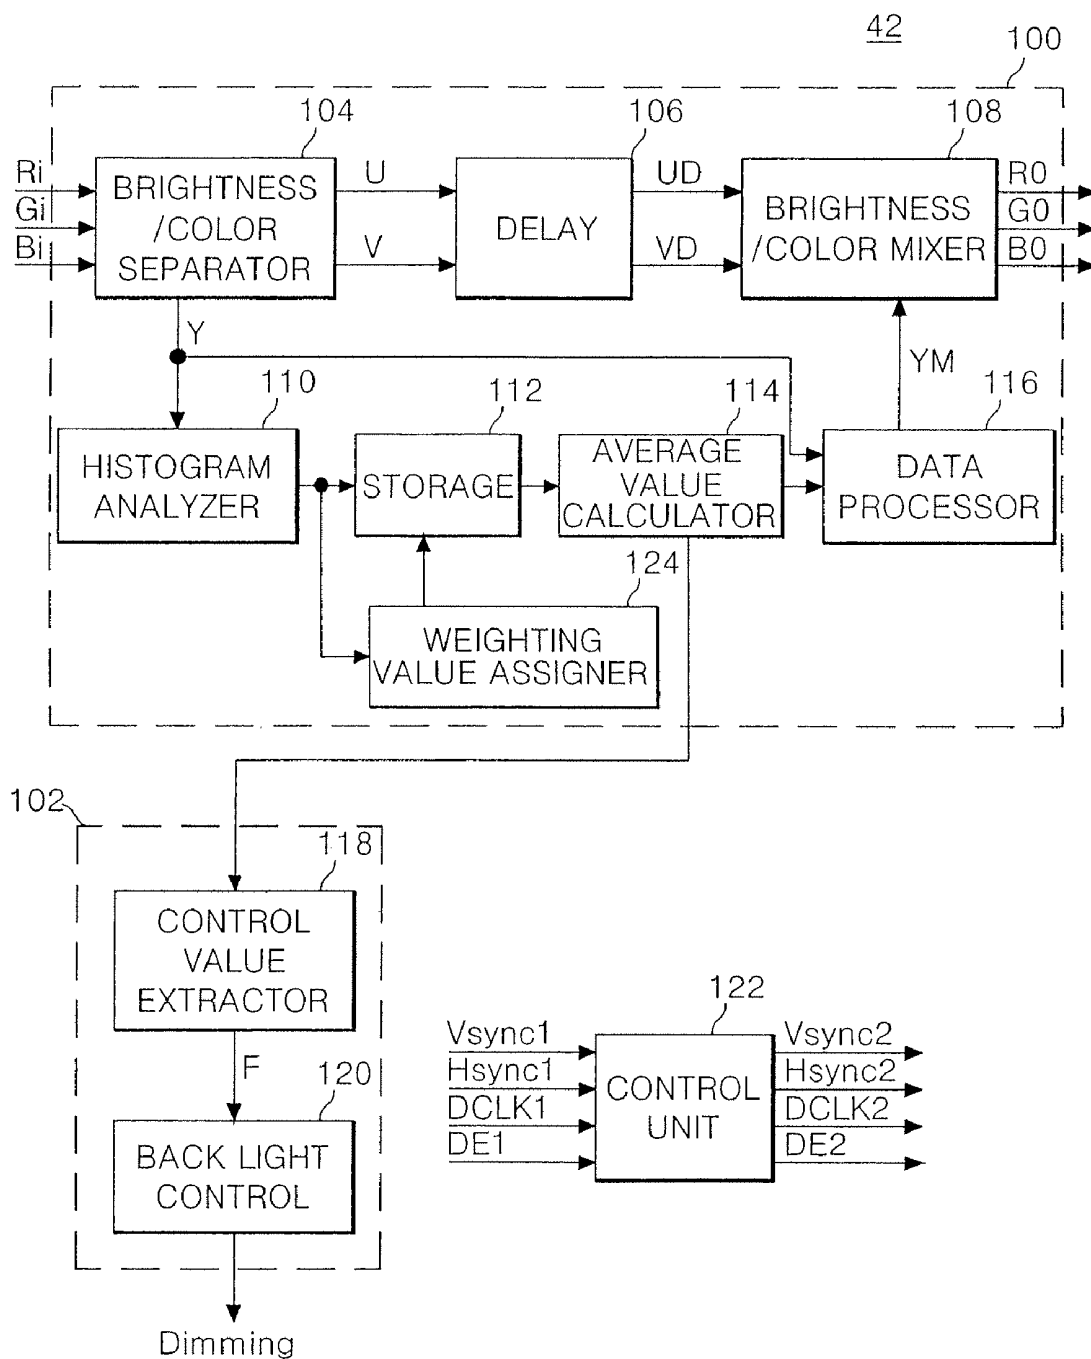 42
100
104
106
108
Ri
Gi
Bi
BRIGHTNESS
/COLOR
SEPARATOR
U
V
DELAY
UD
VD
BRIGHTNESS
/COLOR MIXER
R0
G0
B0
Y
YM
110
112
114
116
HISTOGRAM
ANALYZER
STORAGE
AVERAGE
VALUE
CALCULATOR
DATA
PROCESSOR
124
WEIGHTING
VALUE ASSIGNER
102
118
CONTROL
VALUE
EXTRACTOR
F
120
BACK LIGHT
CONTROL
Dimming
122
Vsync1
Hsync1
DCLK1
DE1
CONTROL
UNIT
Vsync2
Hsync2
DCLK2
DE2